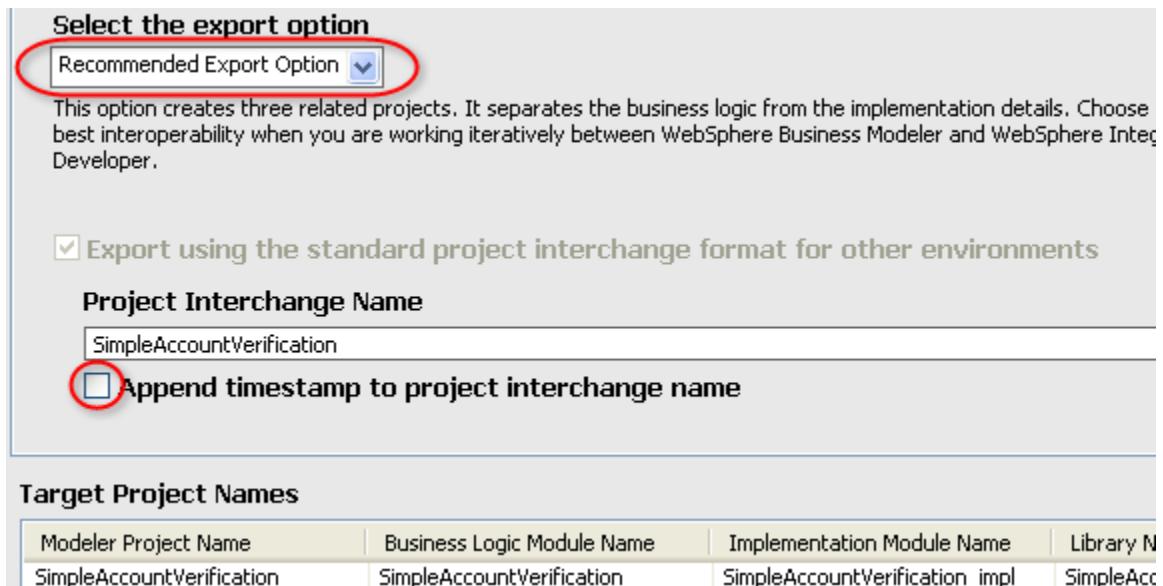 Select the export option
Recommended Export Option
This option creates three related projects. It separates the business logic from the implementation details. Choose
best interoperability when you are working iteratively between WebSphere Business Modeler and WebSphere
Developer.
Export using the standard project interchange format for other environments
Project Interchange Name
SimpleAccountVerification
Append timestamp to project interchange name
Target Project Names
Modeler Project Name Business Logic Module Name Implementation Module Name Library
SimpleAccountVerification SimpleAccountVerification SimpleAccountVerification_impl